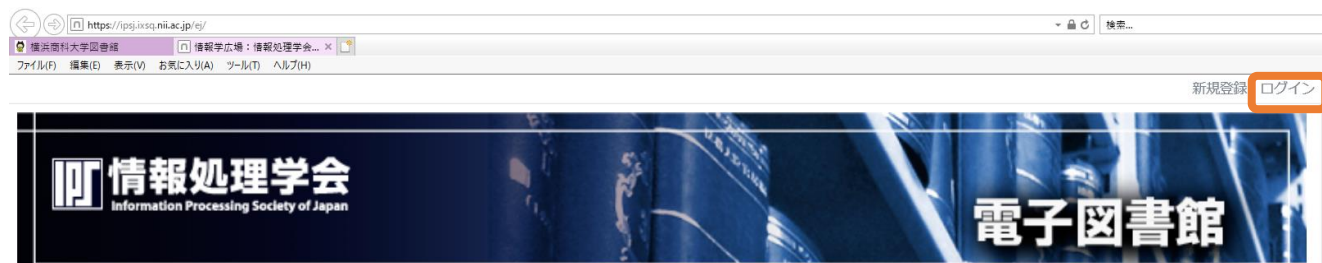 https://ipsj.ixsq.nii.ac.jp/ej/
検索...
横浜商科大学図書館
情報学広場：情報処理学会...
ファイル(F) 編集(E) 表示(V) お気に入り(A) ツール(T) ヘルプ(H)
新規登録 ログイン
情報処理学会
Information Processing Society of Japan
電子図書館